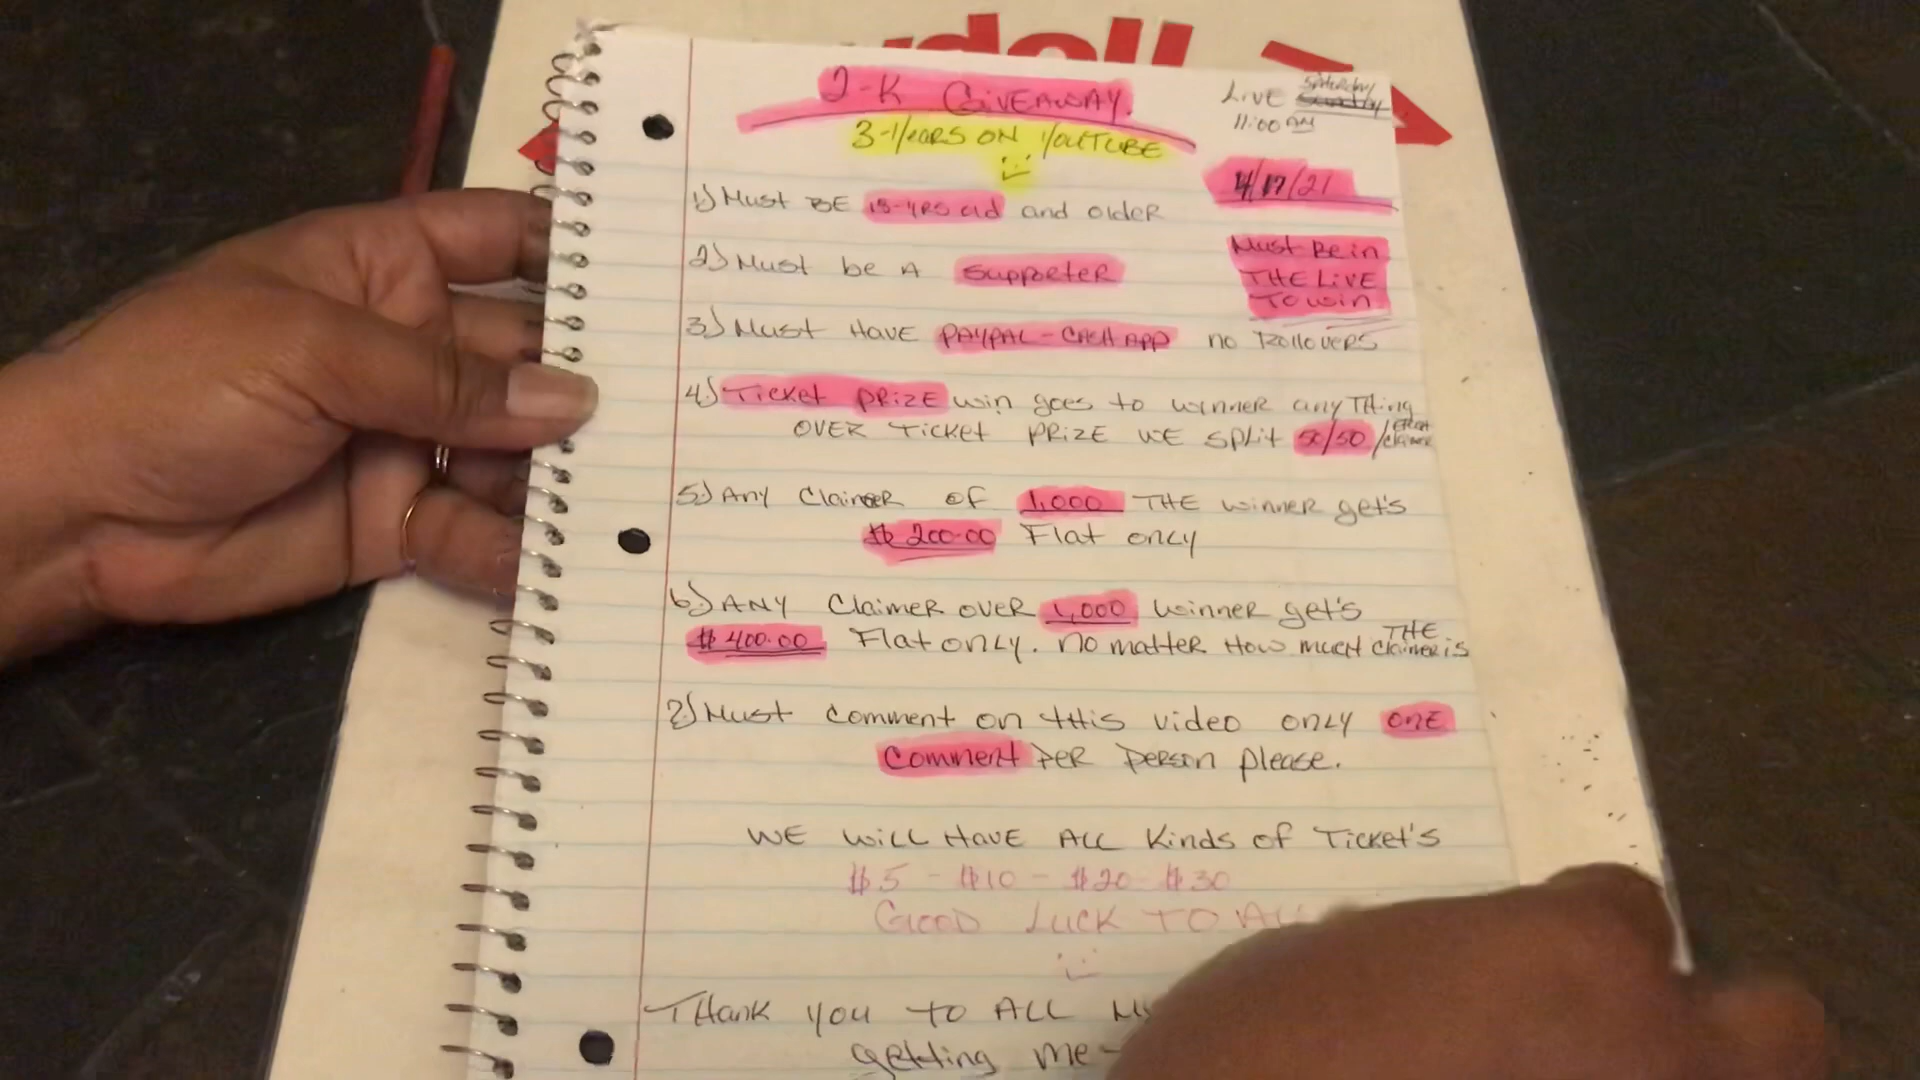 2-K GIVEAWAY.
3-YEARS ON YOUTUBE
LIVE Saturday
11:00 AM
4/17/21
Must Be in
THE LIVE
To win
1.) Must BE 18-YRS old and older
2.) Must be A Supporter
3.) Must HAVE PAYPAL-CASH APP no Rollovers
4.) Ticket PRIZE win goes to winner anyTHing
OVER Ticket PRIZE WE split 50/50 /
claimer
5.) Any Claimer OF 1,000 THE winner get's
$200.00 Flat only
6.) ANY Claimer OVER 1,000 winner get's
$400.00 Flat only. No matter How mucH THE claimer is
7.) Must comment on tHis video only ONE
Comment PER Person please.
WE will HAVE ALL Kinds of Ticket's
$5 - $10 - $20 - $30
GOOD LUCK TO
THank you to ALL
getting me-